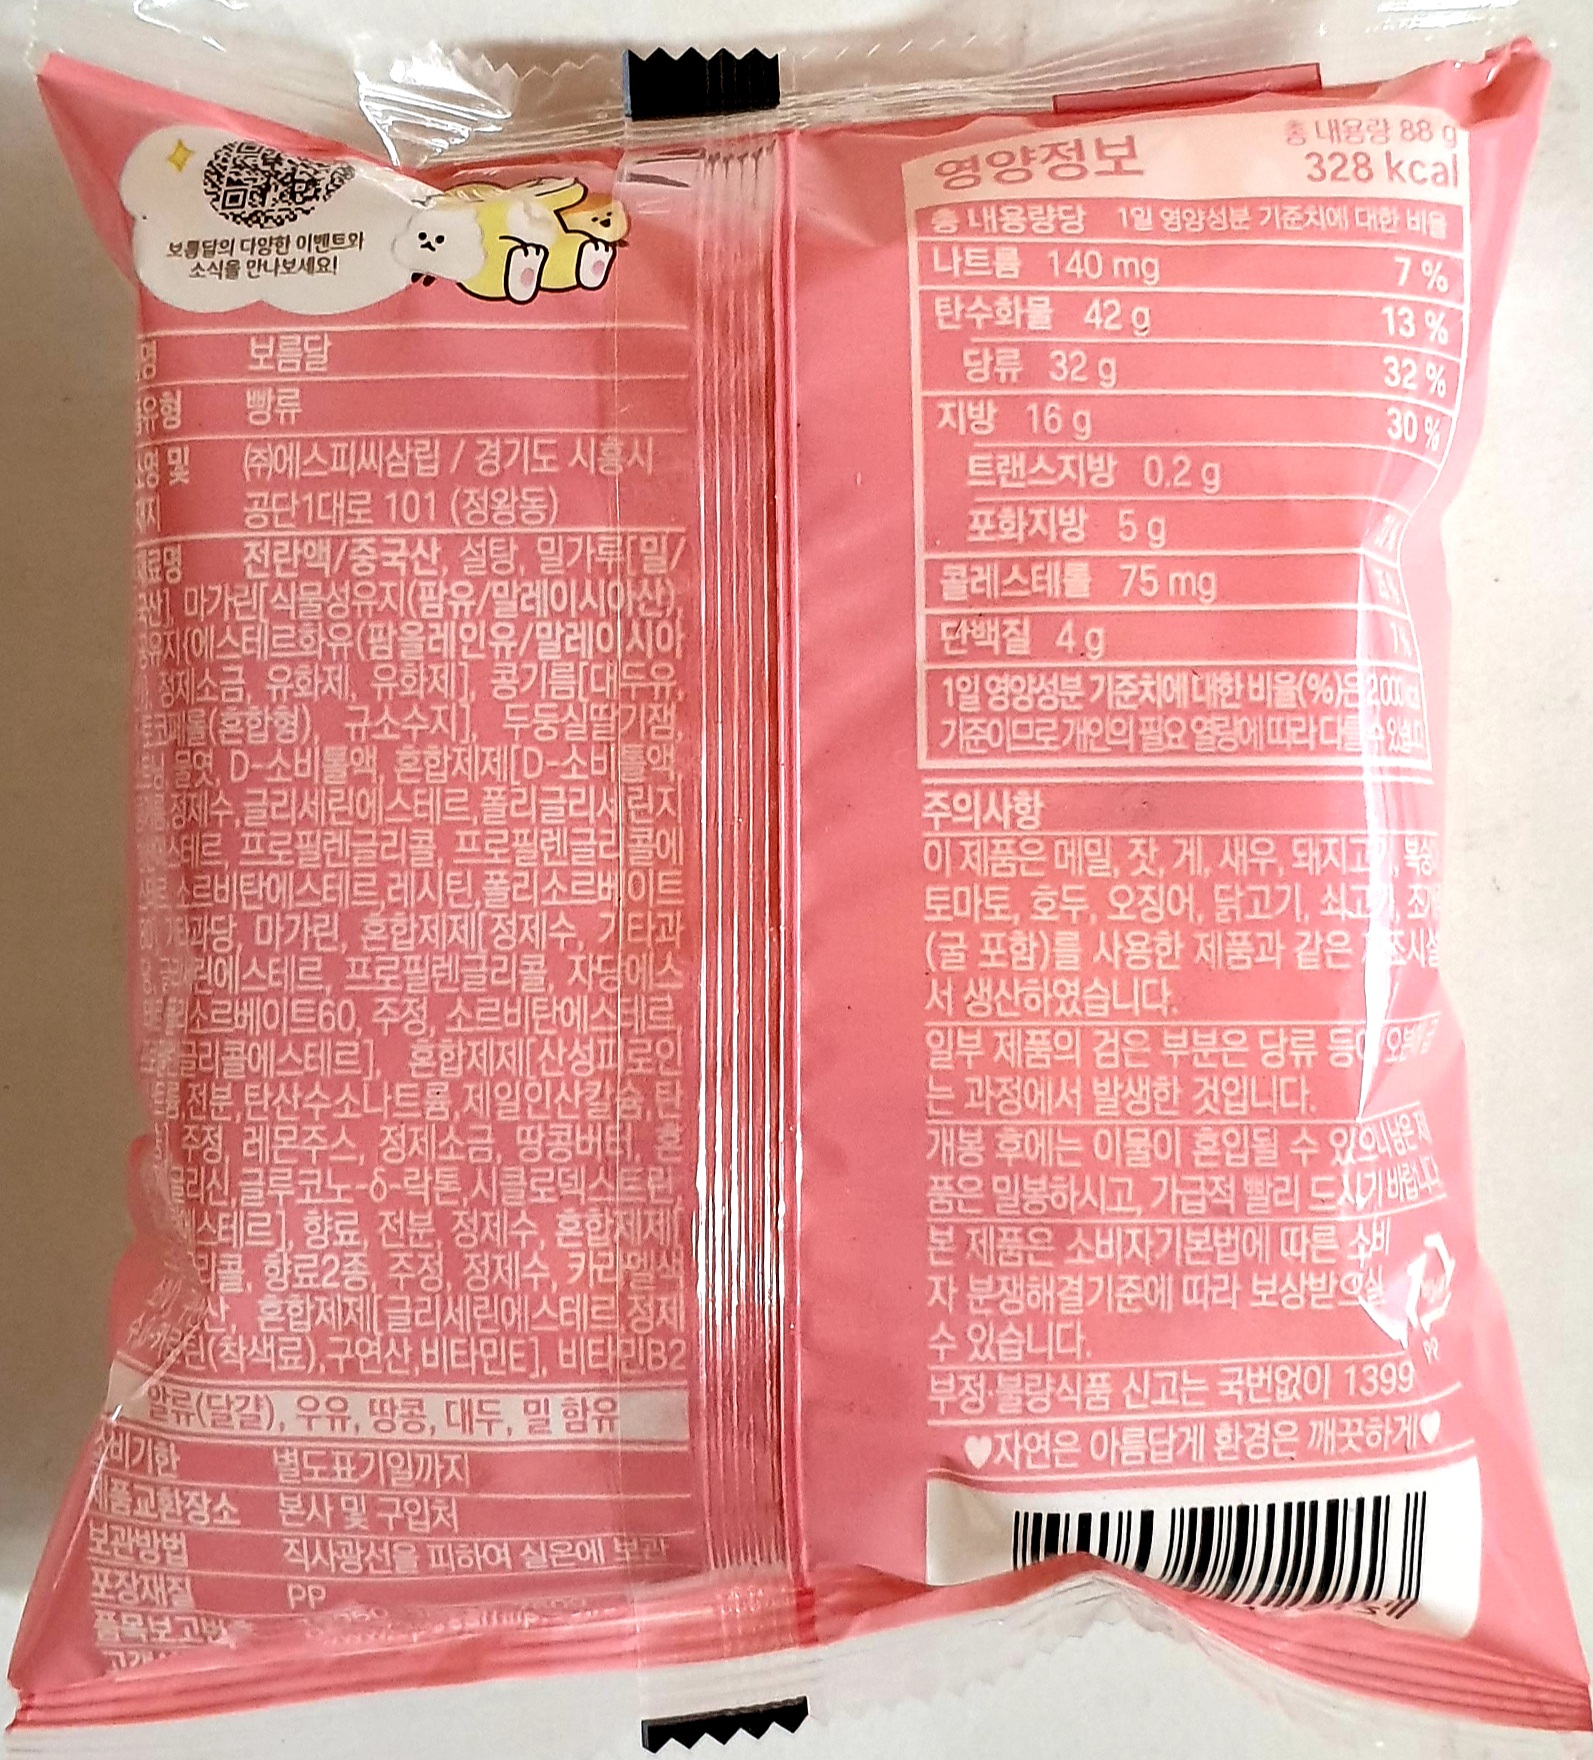 보름달의 다양한 이벤트와
소식을 만나보세요!
보름달
유형 빵류
및 ㈜에스피씨삼립 / 경기도 시흥시
공단1대로 101 (정왕동)
전란액/중국산, 설탕, 밀가루[밀/
마가린[식물성유지(팜유/말레이시아산),
유지{에스테르화유(팜올레인유/말레이시아
정제소금, 유화제, 유화제], 콩기름[대두유,
(혼합형), 규소수지], 두둥실딸기잼,
물엿, D-소비톨액, 혼합제제[D-소비톨액,
정제수,글리세린에스테르,폴리글리세린지
프로필렌글리콜, 프로필렌글리콜에
소르비탄에스테르,레시틴,폴리소르베이트
마가린, 혼합제제[정제수, 기타과
프로필렌글리콜, 자당에스
소르베이트60, 주정, 소르비탄에스테르,
글리콜에스테르], 혼합제제[산성피로인
전분,탄산수소나트륨,제일인산칼슘,탄
주정, 레몬주스, 정제소금, 땅콩버터, 혼
글루코노-δ-락톤,시클로덱스트린,
향료, 전분, 정제수, 혼합제제[
향료2종, 주정, 정제수, 카라멜색
혼합제제[글리세린에스테르,정제
(착색료),구연산,비타민E], 비타민B2
알류(달걀), 우유, 땅콩, 대두, 밀 함유
소비기한 별도표기일까지
제품교환장소 본사 및 구입처
보관방법 직사광선을 피하여 실온에 보관
포장재질 PP
품목보고번호
영양정보 총 내용량 88 g
328 kcal
총 내용량당 1일 영양성분 기준치에 대한 비율
나트륨 140 mg 7 %
탄수화물 42 g 13 %
당류 32 g 32 %
지방 16 g 30 %
트랜스지방 0.2 g
포화지방 5 g
콜레스테롤 75 mg
단백질 4 g
1일 영양성분 기준치에 대한 비율(%)은 2,000
기준이므로 개인의 필요 열량에 따라 다를 수 있습니다
주의사항
이 제품은 메밀, 잣, 게, 새우, 돼지고기,
토마토, 호두, 오징어, 닭고기, 쇠고기,
(굴 포함)를 사용한 제품과 같은 제조시설
서 생산하였습니다.
일부 제품의 검은 부분은 당류 등이
는 과정에서 발생한 것입니다.
개봉 후에는 이물이 혼입될 수 있으니 남은 제
품은 밀봉하시고, 가급적 빨리 드시기 바랍니다.
본 제품은 소비자기본법에 따른 소비
자 분쟁해결기준에 따라 보상받으실
수 있습니다.
PP
부정·불량식품 신고는 국번없이 1399
♥자연은 아름답게 환경은 깨끗하게♥